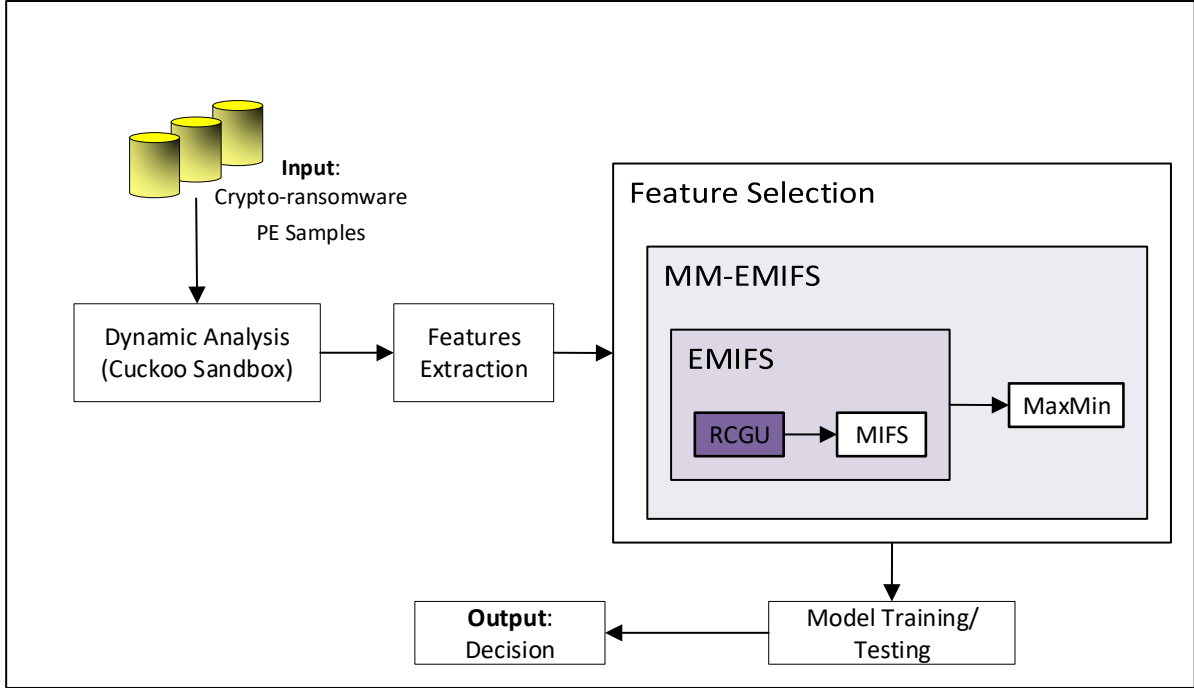 Input:
Crypto-ransomware
PE Samples
Dynamic Analysis
(Cuckoo Sandbox)
Features
Extraction
Feature Selection
MM-EMIFS
EMIFS
RCGU
MIFS
MaxMin
Model Training/
Testing
Output:
Decision